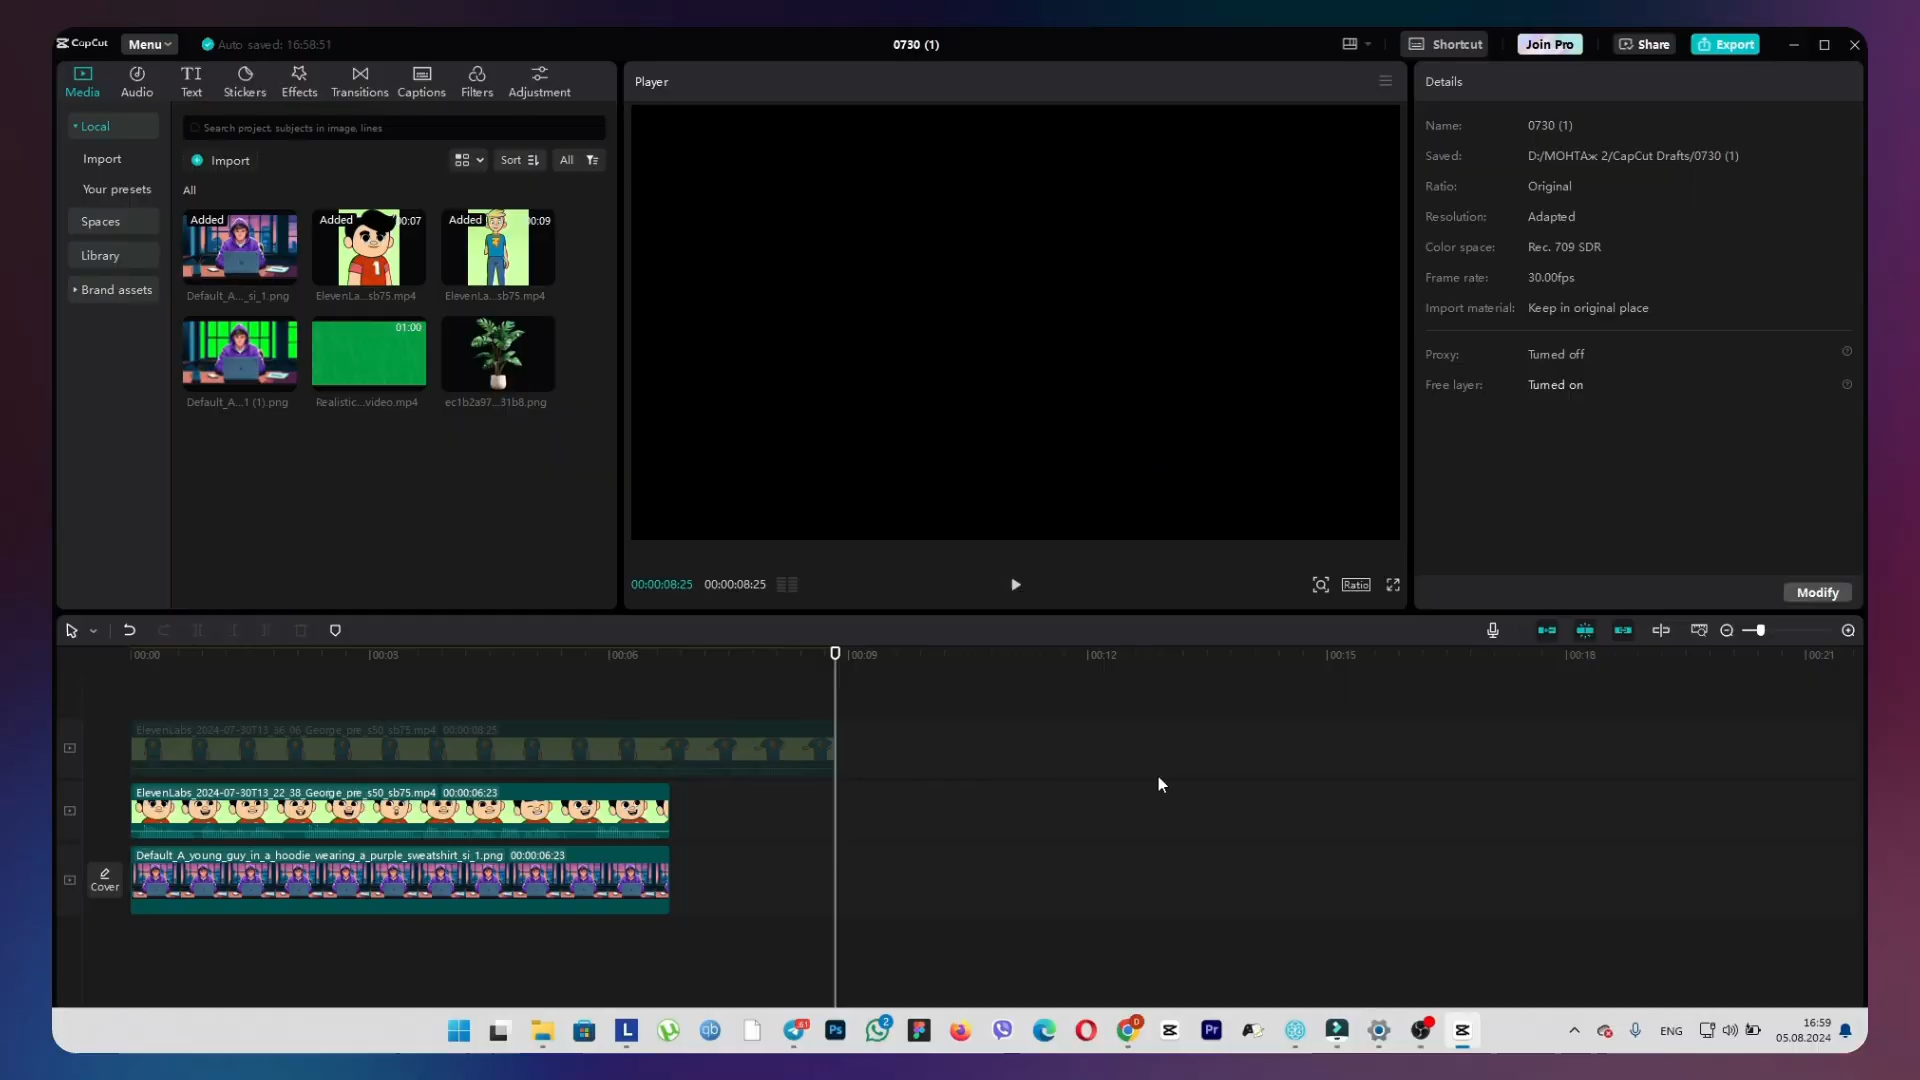 CapCut
Menu
Auto saved: 16:58:51
0730 (1)
Shortcut
Join Pro
Share
Export
Media
Audio
Text
Stickers
Effects
Transitions
Captions
Filters
Adjustment
Local
Import
Your presets
Spaces
Library
Brand assets
Search project, subjects in image, lines
Import
Sort
All
All
Added
Default_A..._si_1.png
Added 00:07
ElevenLa...sb75.mp4
Added 00:09
ElevenLa...sb75.mp4
Default_A...1 (1).png
01:00
Realistic...video.mp4
ec1b2a97...31b8.png
Player
00:00:08:25 00:00:08:25
Ratio
Details
Name: 0730 (1)
Saved: D:/МОНТАж 2/CapCut Drafts/0730 (1)
Ratio: Original
Resolution: Adapted
Color space: Rec. 709 SDR
Frame rate: 30.00fps
Import material: Keep in original place
Proxy: Turned off
Free layer: Turned on
Modify
00:00 00:03 00:06 00:09 00:12 00:15 00:18 00:21
ElevenLabs_2024-07-30T13_36_06_George_pre_s50_sb75.mp4 00:00:08:25
ElevenLabs_2024-07-30T13_22_38_George_pre_s50_sb75.mp4 00:00:06:23
Default_A_young_guy_in_a_hoodie_wearing_a_purple_sweatshirt_si_1.png 00:00:06:23
Cover
L
qb
61
Ps
2
D
Pr
ENG
16:59
05.08.2024